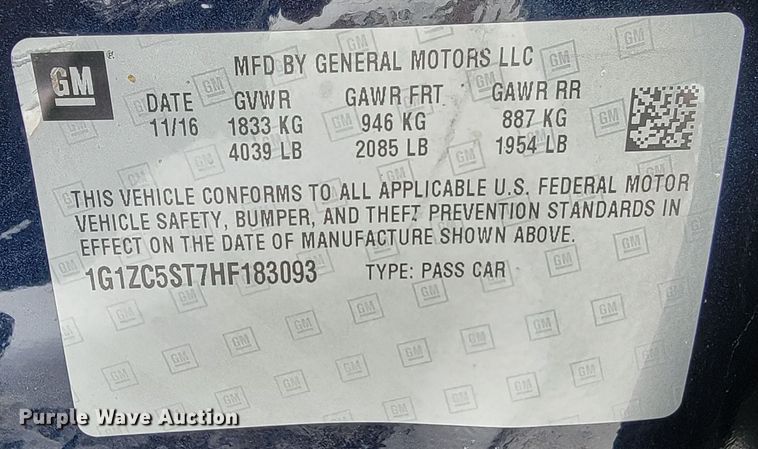 GM
MFD BY GENERAL MOTORS LLC
DATE GVWR GAWR FRT GAWR RR
11/16 1833 KG 946 KG 887 KG
4039 LB 2085 LB 1954 LB
THIS VEHICLE CONFORMS TO ALL APPLICABLE U.S. FEDERAL MOTOR
VEHICLE SAFETY, BUMPER, AND THEFT PREVENTION STANDARDS IN
EFFECT ON THE DATE OF MANUFACTURE SHOWN ABOVE.
1G1ZC5ST7HF183093 TYPE: PASS CAR
Purple Wave Auction